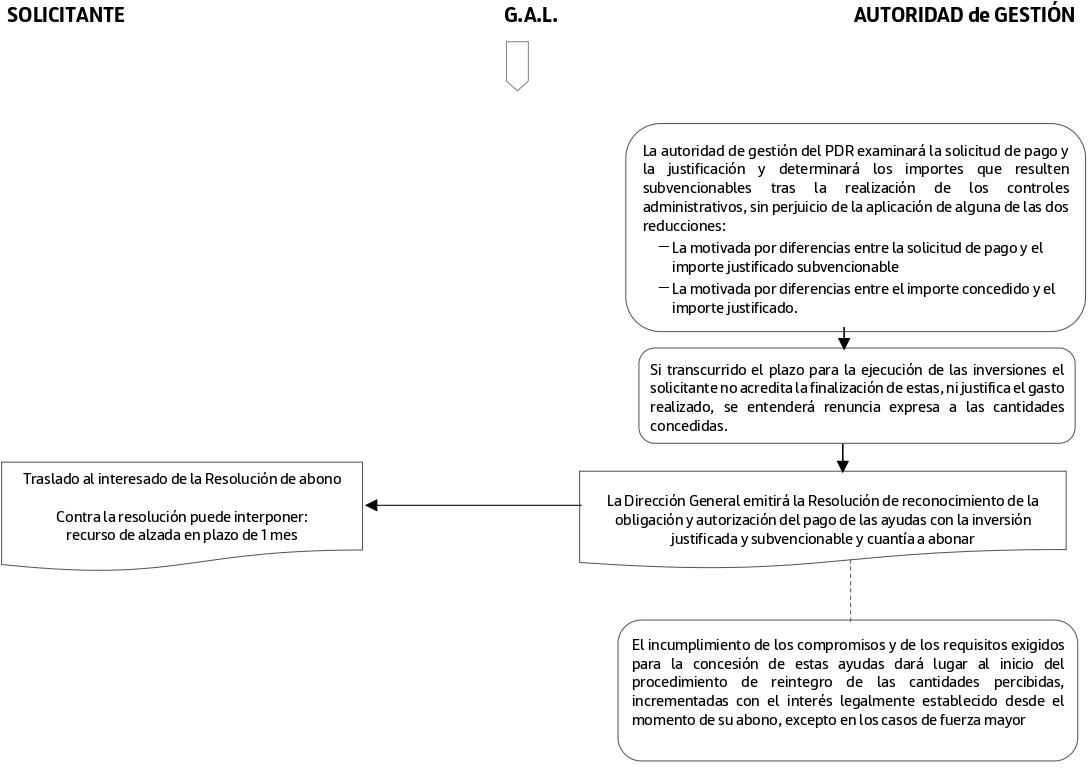 SOLICITANTE
G.A.L.
AUTORIDAD de GESTIÓN
La autoridad de gestión del PDR examinará la solicitud de pago y
la justificación y determinará los importes que resulten
subvencionables tras la realización de los controles
administrativos, sin perjuicio de la aplicación de alguna de las dos
reducciones:
— La motivada por diferencias entre la solicitud de pago y el
importe justificado subvencionable
— La motivada por diferencias entre el importe concedido y el
importe justificado.
Si transcurrido el plazo para la ejecución de las inversiones el
solicitante no acredita la finalización de estas, ni justifica el gasto
realizado, se entenderá renuncia expresa a las cantidades
concedidas.
Traslado al interesado de la Resolución de abono
Contra la resolución puede interponer:
recurso de alzada en plazo de 1 mes
La Dirección General emitirá la Resolución de reconocimiento de la
obligación y autorización del pago de las ayudas con la inversión
justificada y subvencionable y cuantía a abonar
El incumplimiento de los compromisos y de los requisitos exigidos
para la concesión de estas ayudas dará lugar al inicio del
procedimiento de reintegro de las cantidades percibidas,
incrementadas con el interés legalmente establecido desde el
momento de su abono, excepto en los casos de fuerza mayor